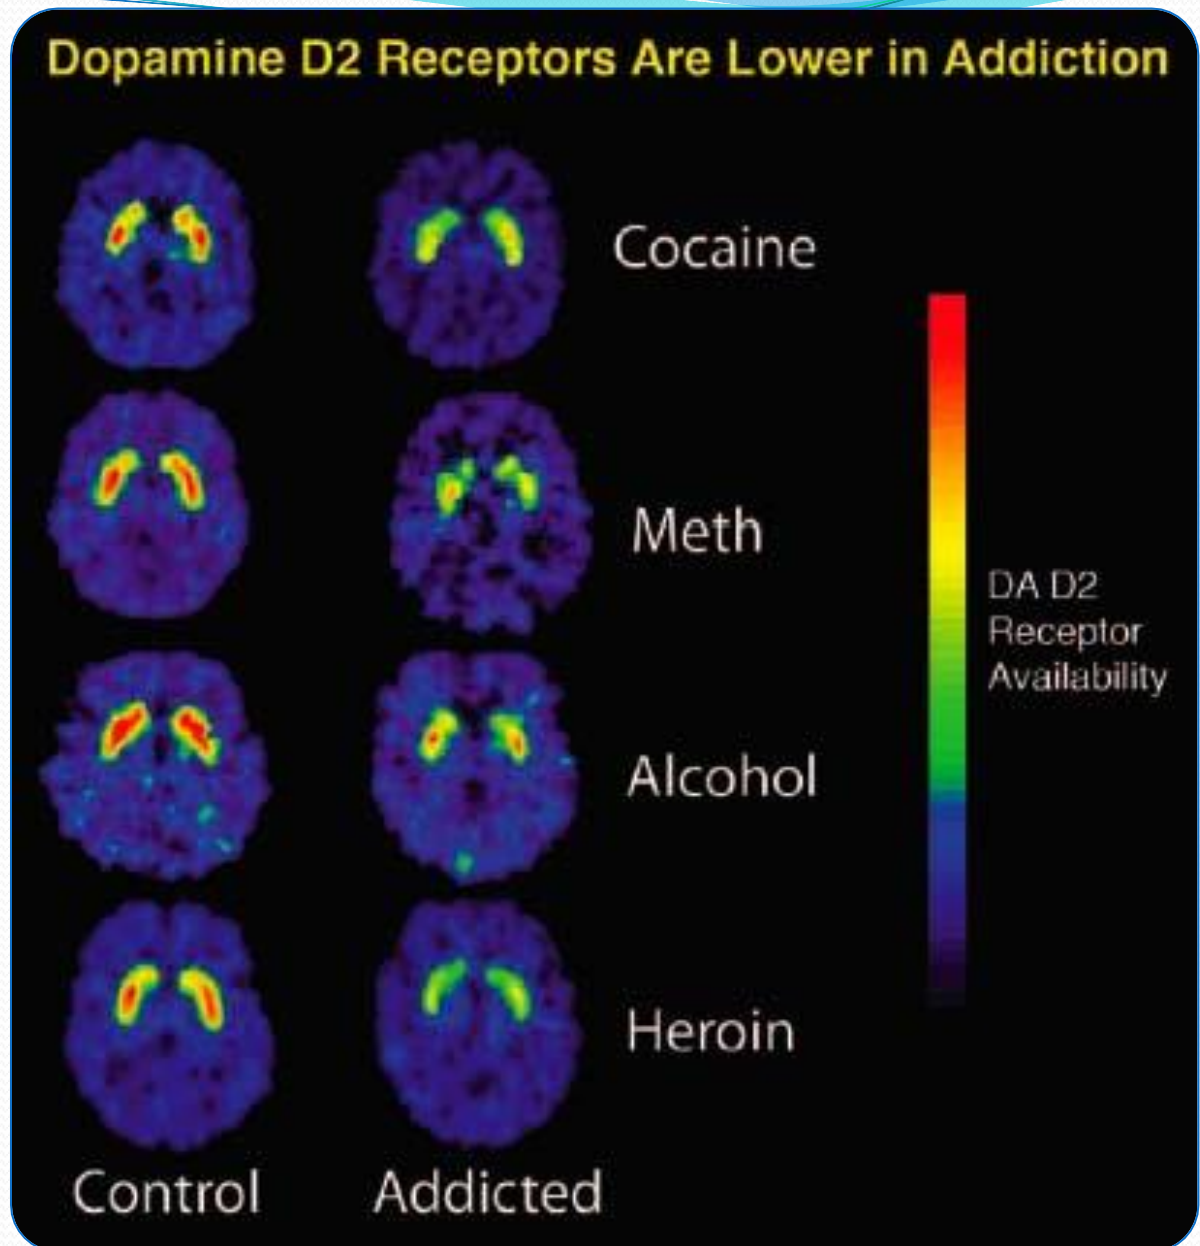 Dopamine D2 Receptors Are Lower in Addiction
Cocaine
Meth
DA D2
Receptor
Availability
Alcohol
Heroin
Control
Addicted